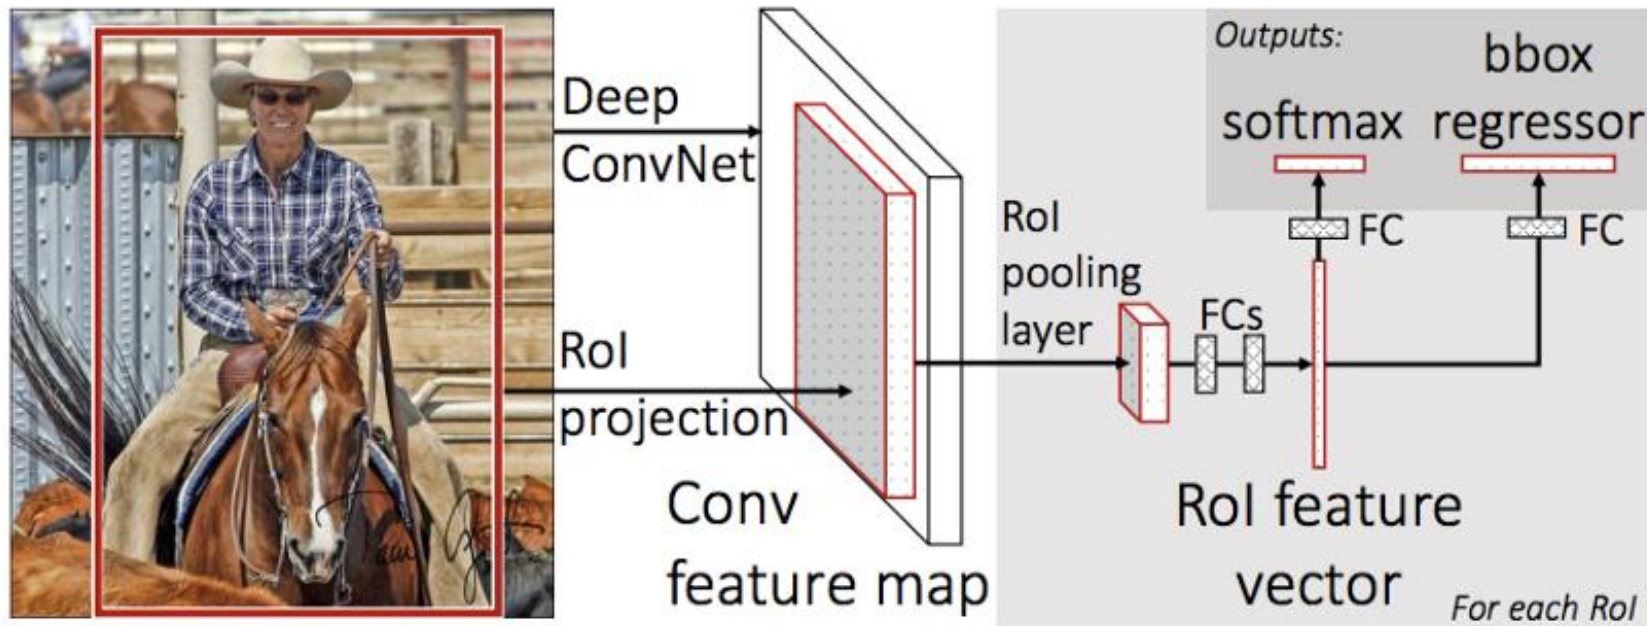 Deep
ConvNet
RoI
projection
Conv
feature map
RoI
pooling
layer
FCs
RoI feature
vector
For each RoI
Outputs:
softmax
bbox
regressor
FC
FC